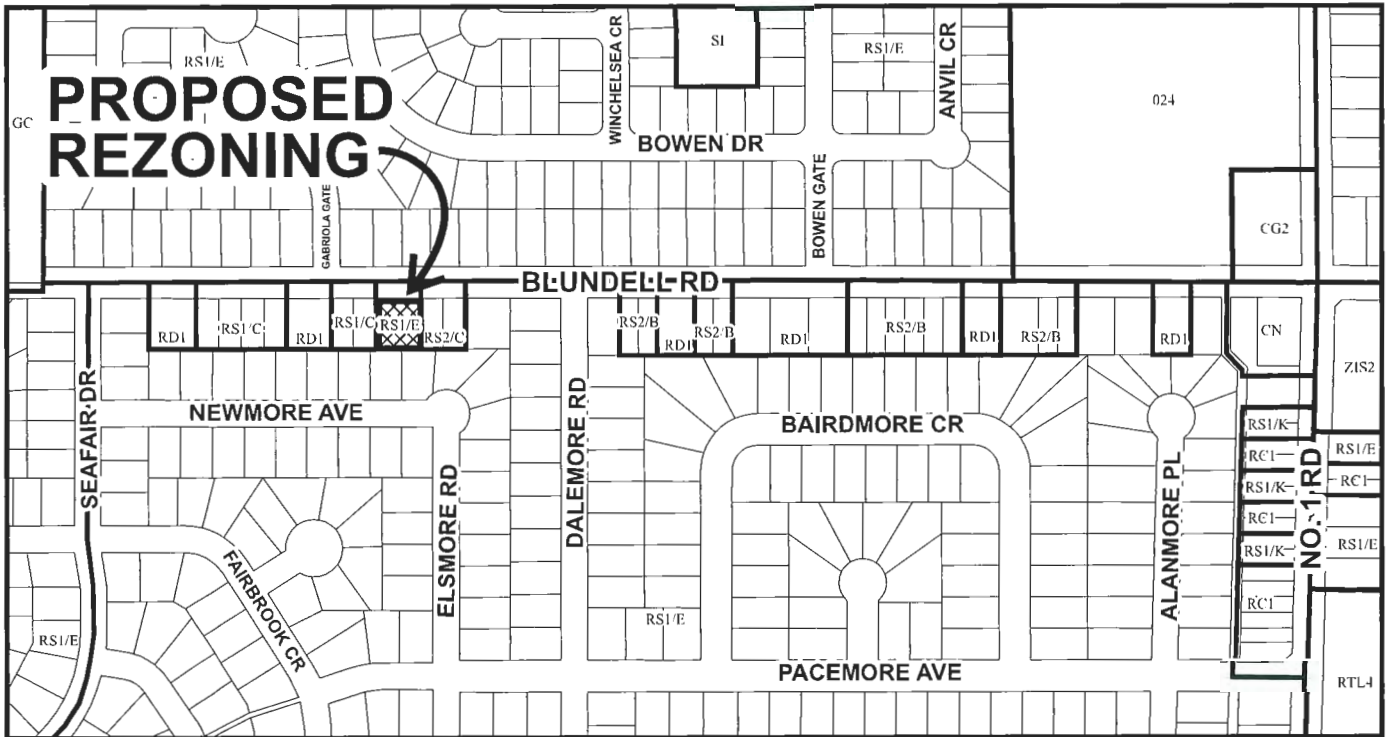 WINCHELSEA CR
SI
RS1/E
ANVIL CR
RS1/E
PROPOSED
REZONING
GC
024
BOWEN DR
GABRIOLA GATE
BOWEN GATE
CG2
BLUNDELL RD
RD1
RS1/C
RD1
RS1/C
RS1/E
RS2/C
RS2/B
RD1
RS2/B
RD1
RS2/B
RD1
RS2/B
RD1
CN
ZIS2
SEAFAIR DR
NEWMORE AVE
ELSMORE RD
DALEMORE RD
BAIRDMORE CR
ALANMORE PL
NO. 1 RD
RS1/K
RS1/E
RC1
RC1
RS1/K
RC1
RS1/K
RS1/E
RC1
FAIRBROOK CR
RS1/E
RS1/E
PACEMORE AVE
RTL4